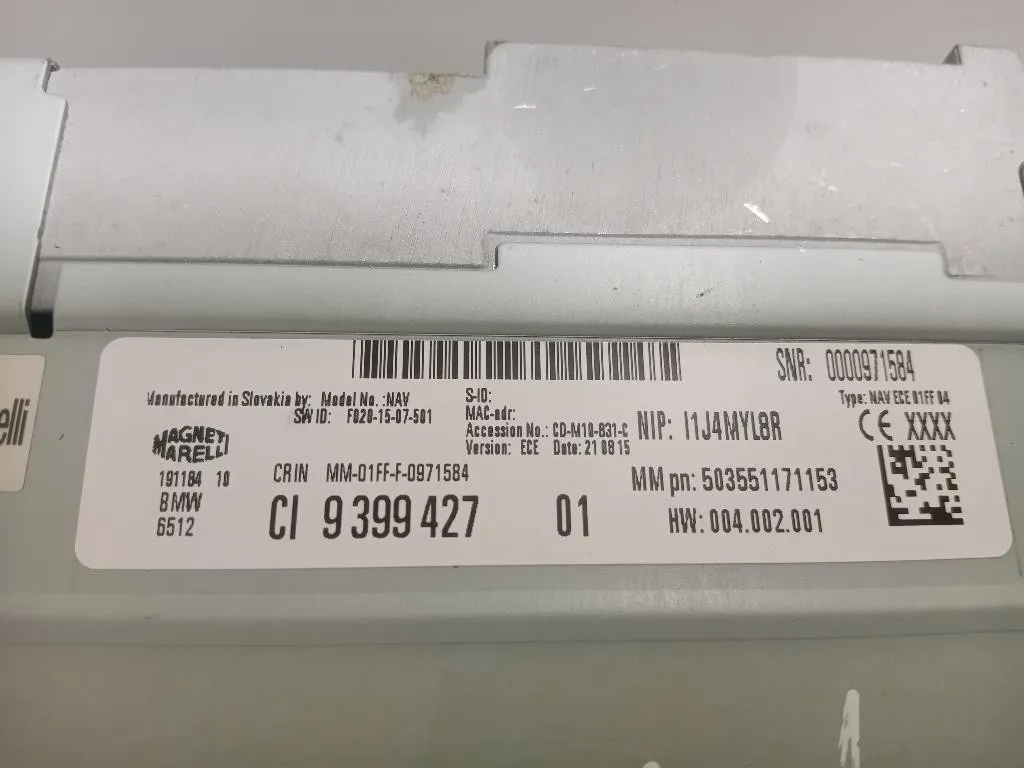 elli
SNR: 0000971584
Manufactured in Slovakia by: Model No.: NAV
SW ID: F020-15-07-501
S-ID:
MAC-adr:
Accession No.: CD-M10-831-C
Version: ECE Date: 21 08 15
NIP: I1J4MYL8R
Type: NAV ECE 01FF 04
CE XXXX
MAGNETI
MARELLI
191184 10
BMW
6512
CRIN MM-01FF-F-0971584
CI 9 399 427 01
MM pn: 503551171153
HW: 004.002.001